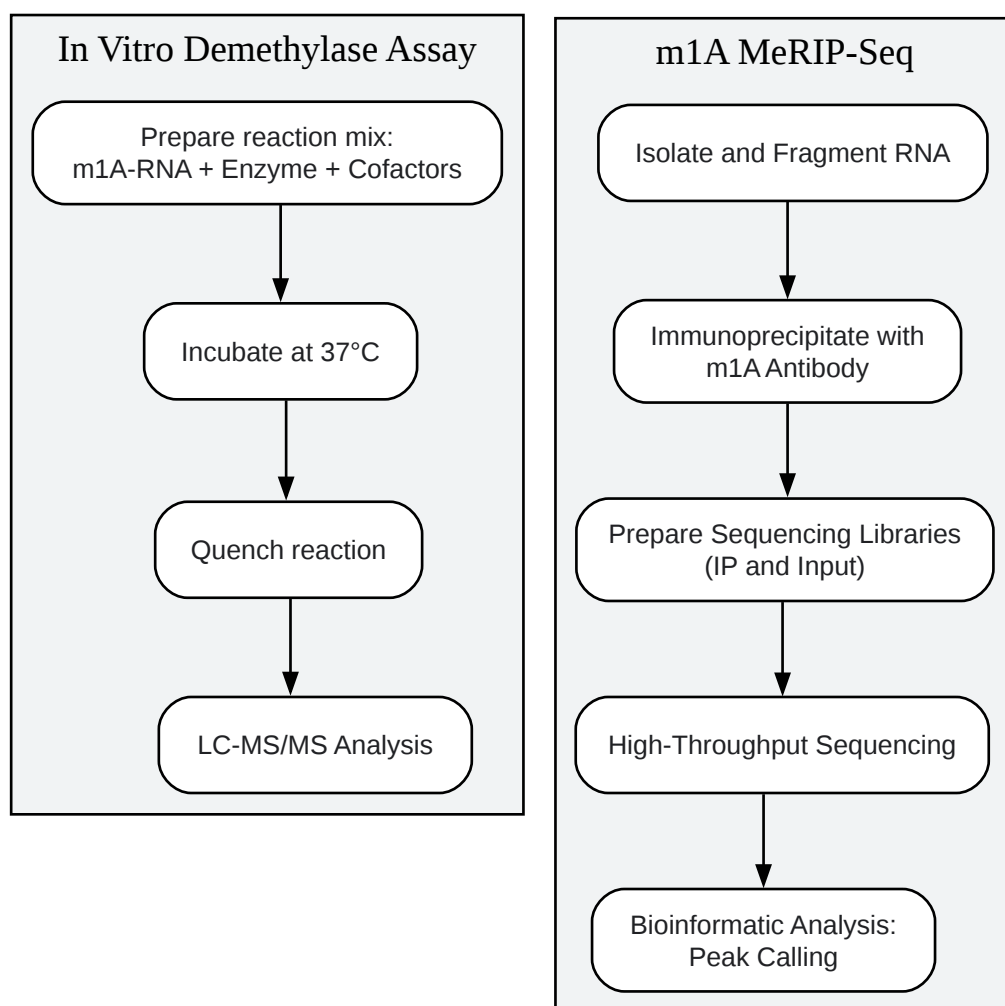 In Vitro Demethylase Assay
Prepare reaction mix:
m1A-RNA + Enzyme + Cofactors
Incubate at 37°C
Quench reaction
LC-MS/MS Analysis
m1A MeRIP-Seq
Isolate and Fragment RNA
Immunoprecipitate with
m1A Antibody
Prepare Sequencing Libraries
(IP and Input)
High-Throughput Sequencing
Bioinformatic Analysis:
Peak Calling